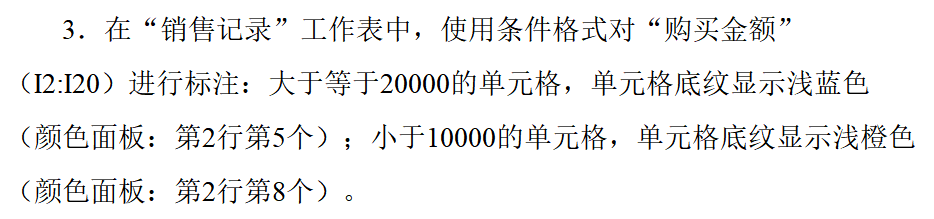 3．在“销售记录”工作表中，使用条件格式对“购买金额”
（I2:I20）进行标注：大于等于20000的单元格，单元格底纹显示浅蓝色
（颜色面板：第2行第5个）；小于10000的单元格，单元格底纹显示浅橙色
（颜色面板：第2行第8个）。